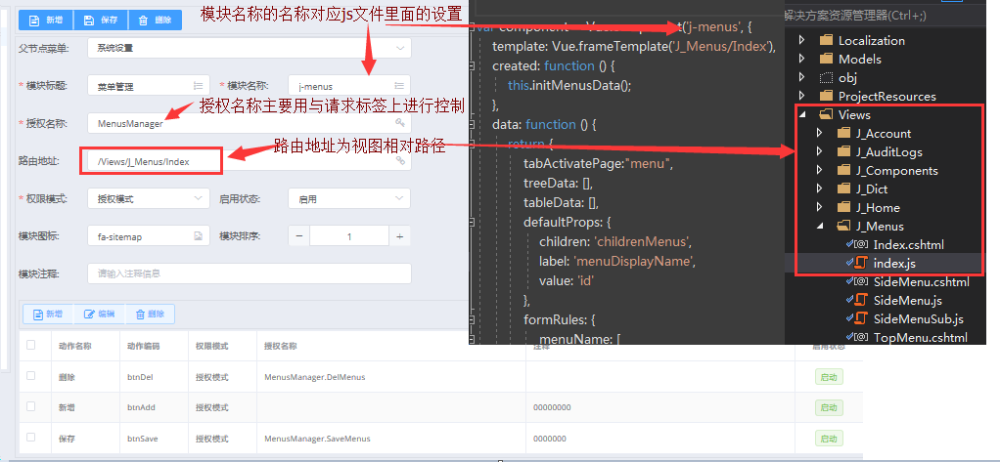 新增 保存 删除
模块名称的名称对应js文件里面的设置
父节点菜单: 系统设置
* 模块标题: 菜单管理 * 模块名称: j-menus
授权名称主要用与请求标签上进行控制
* 授权名称: MenusManager
路由地址为视图相对路径
路由地址: /Views/J_Menus/Index
* 权限模式: 授权模式 启用状态: 启用
模块图标: fa-sitemap 模块排序: − 1 +
模块注释: 请输入注释信息
新增 编辑 删除
动作名称 动作编码 权限模式 授权名称 注释 启用状态
删除 btnDel 授权模式 MenusManager.DelMenus 启动
新增 btnAdd 授权模式 00000000 启动
保存 btnSave 授权模式 MenusManager.SaveMenus 00000000 启动
('j-menus', {
template: Vue.frameTemplate('J_Menus/Index'),
created: function () {
this.initMenusData();
},
data: function () {
return {
tabActivatePage:"menu",
treeData: [],
tableData: [],
defaultProps: {
children: 'childrenMenus',
label: 'menuDisplayName',
value: 'id'
},
formRules: {
menuName: [
解决方案资源管理器(Ctrl+;)
Localization
Models
obj
ProjectResources
Views
J_Account
J_AuditLogs
J_Components
J_Dict
J_Home
J_Menus
Index.cshtml
index.js
SideMenu.cshtml
SideMenu.js
SideMenuSub.js
TopMenu.cshtml